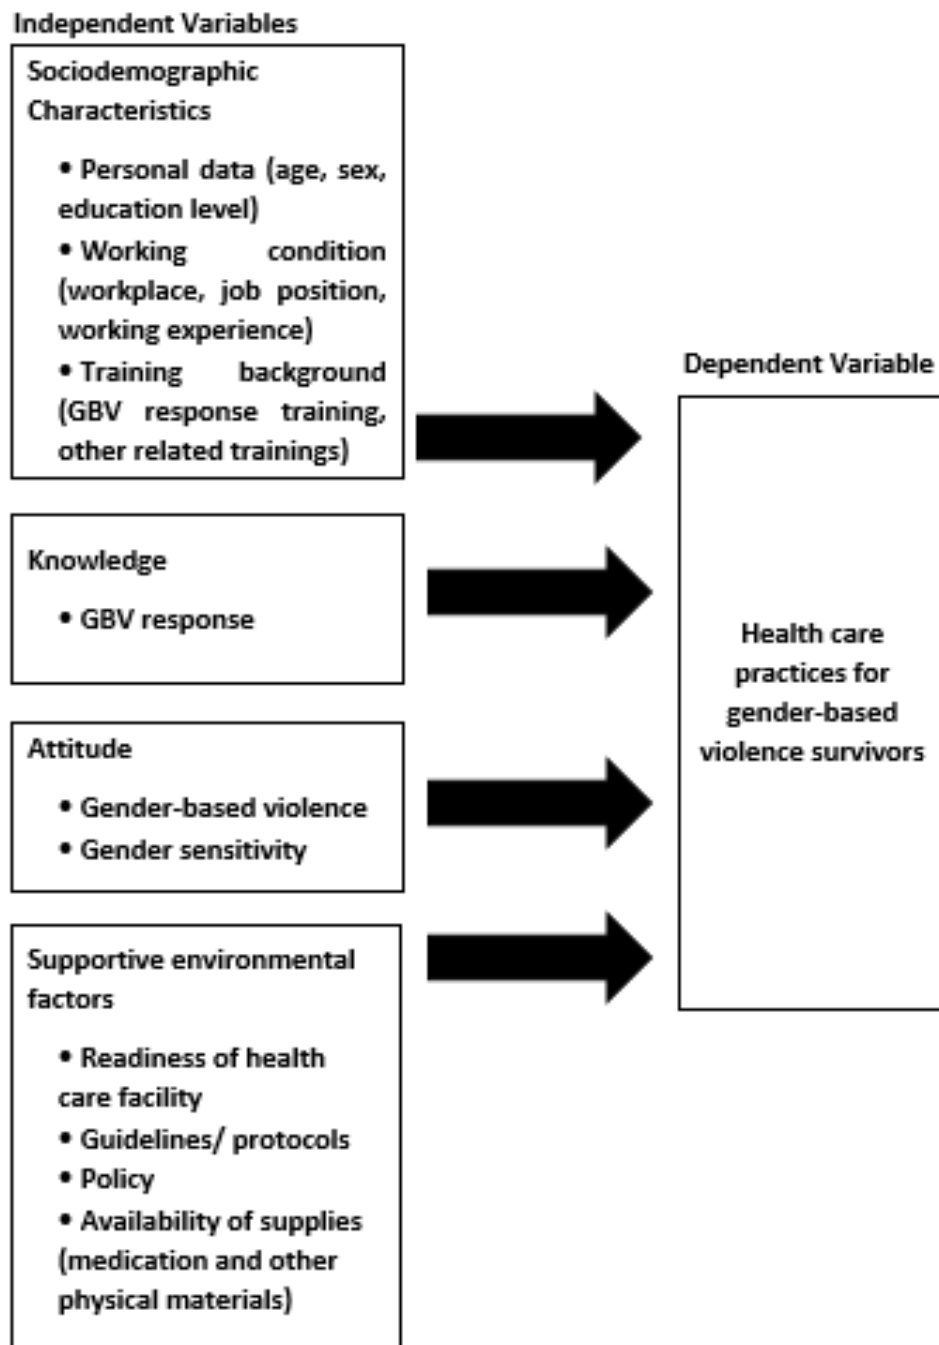 Independent Variables
Sociodemographic
Characteristics
• Personal data (age, sex,
education level)
• Working condition
(workplace, job position,
working experience)
• Training background
(GBV response training,
other related trainings)
Knowledge
• GBV response
Attitude
• Gender-based violence
• Gender sensitivity
Supportive environmental
factors
• Readiness of health
care facility
• Guidelines/ protocols
• Policy
• Availability of supplies
(medication and other
physical materials)
Dependent Variable
Health care
practices for
gender-based
violence survivors